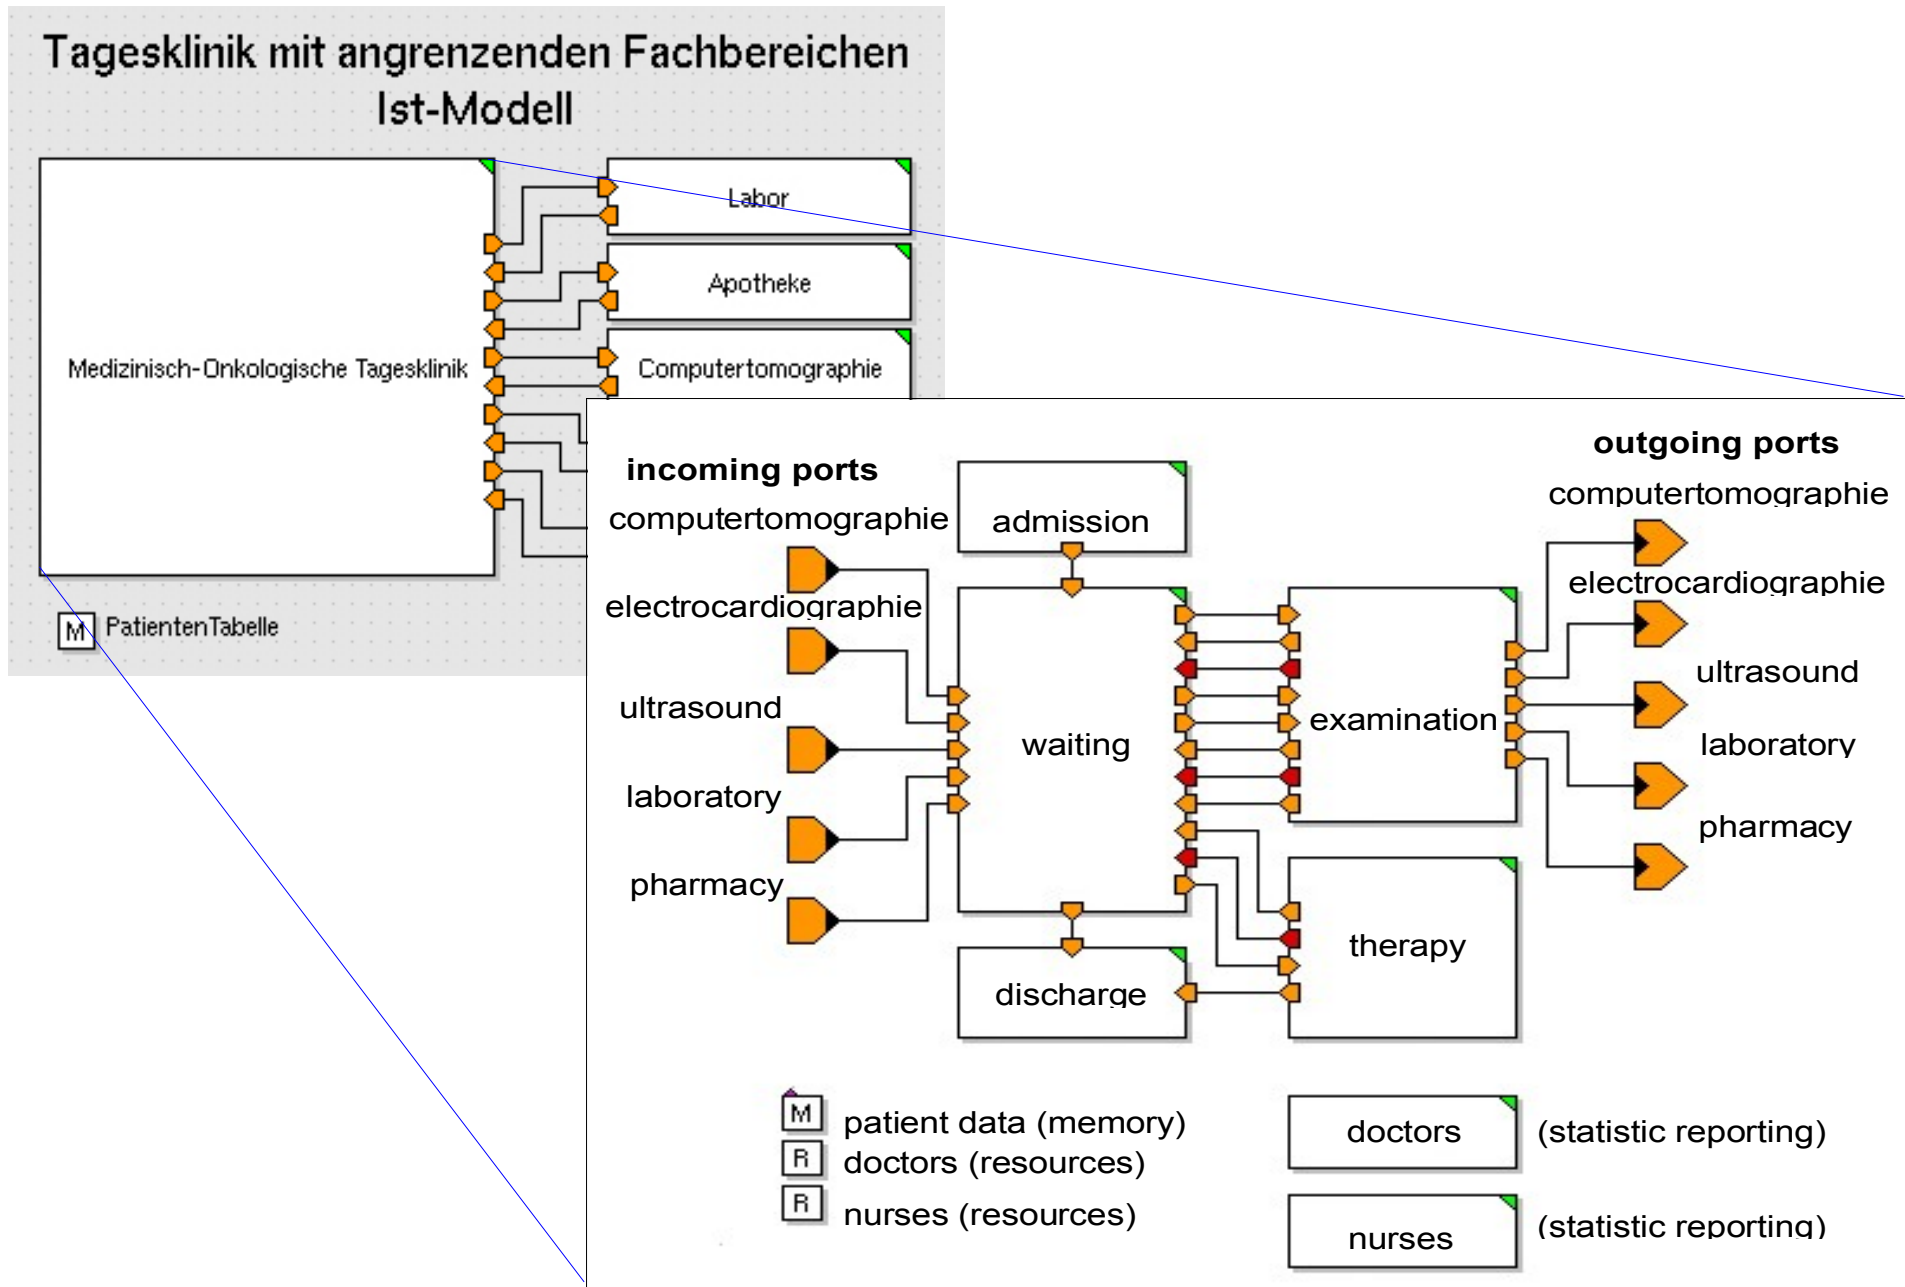 Tagesklinik mit angrenzenden Fachbereichen
Ist-Modell
Labor
Apotheke
Medizinisch-Onkologische Tagesklinik
Computertomographie
M PatientenTabelle
incoming ports
computertomographie
electrocardiographie
ultrasound
laboratory
pharmacy
admission
waiting
examination
therapy
discharge
outgoing ports
computertomographie
electrocardiographie
ultrasound
laboratory
pharmacy
M patient data (memory)
R doctors (resources)
R nurses (resources)
doctors (statistic reporting)
nurses (statistic reporting)